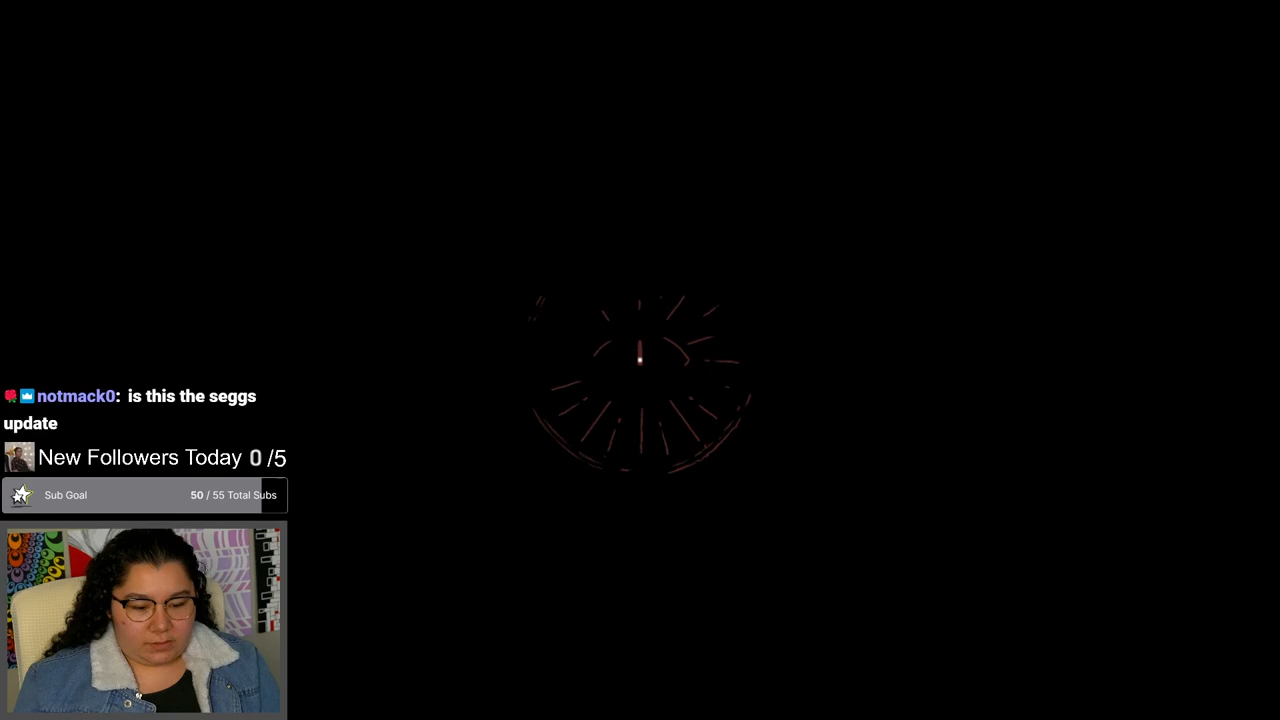 notmack0: is this the seggs
update
New Followers Today 0 /5
Sub Goal 50 / 55 Total Subs